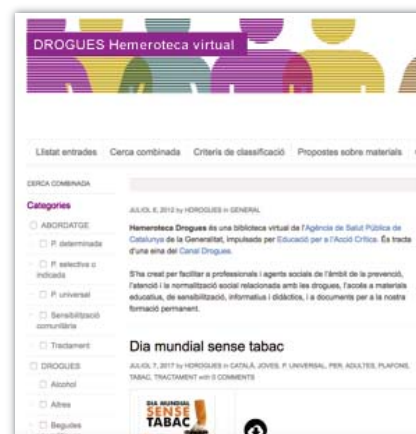 DROGUES Hemeroteca virtual
Llistat entrades Cerca combinada Criteris de classificació Propostes sobre materials
CERCA COMBINADA
Categories
ABORDATGE
P. determinada
P. selectiva o
indicada
P. universal
Sensibilització
comunitària
Tractament
DROGUES
Alcohol
Altres
Begudes
JULIOL 6, 2012 by HDROGUES in GENERAL
Hemeroteca Drogues és una biblioteca virtual de l'Agència de Salut Pública de
Catalunya de la Generalitat, impulsada per Educació per a l'Acció Crítica. És tracta
d'una eina del Canal Drogues.
S'ha creat per facilitar a professionals i agents socials de l'àmbit de la prevenció,
l'atenció i la normalització social relacionada amb les drogues, l'accés a materials
educatius, de sensibilització, informatius i didàctics, i a documents per a la nostra
formació permanent.
Dia mundial sense tabac
JULIOL 7, 2017 by HDROGUES in CATALÀ, JOVES, P. UNIVERSAL, PER, ADULTES, PLAFONS,
TABAC, TRACTAMENT with 0 COMMENTS
DIA MUNDIAL
SENSE
TABAC